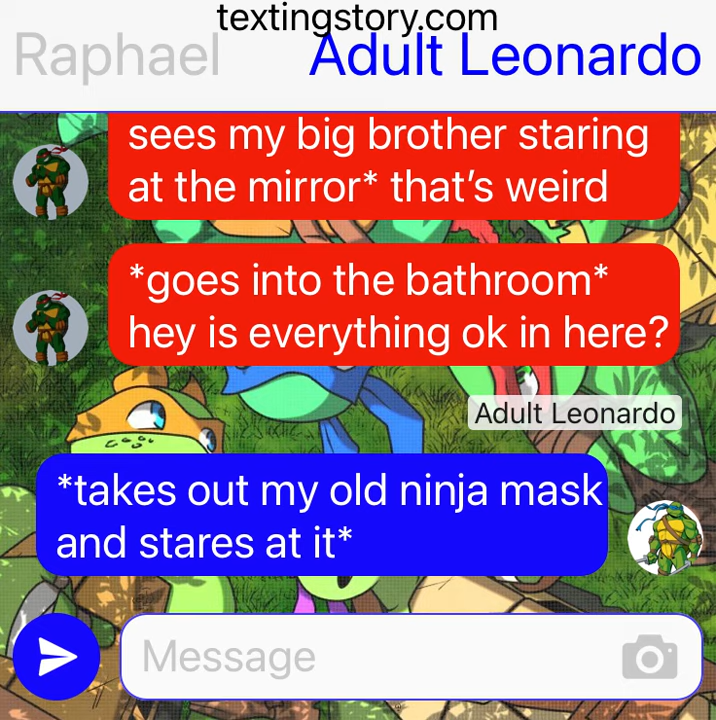 textingstory.com
Raphael Adult Leonardo
sees my big brother staring
at the mirror* that’s weird
*goes into the bathroom*
hey is everything ok in here?
Adult Leonardo
*takes out my old ninja mask
and stares at it*
Message